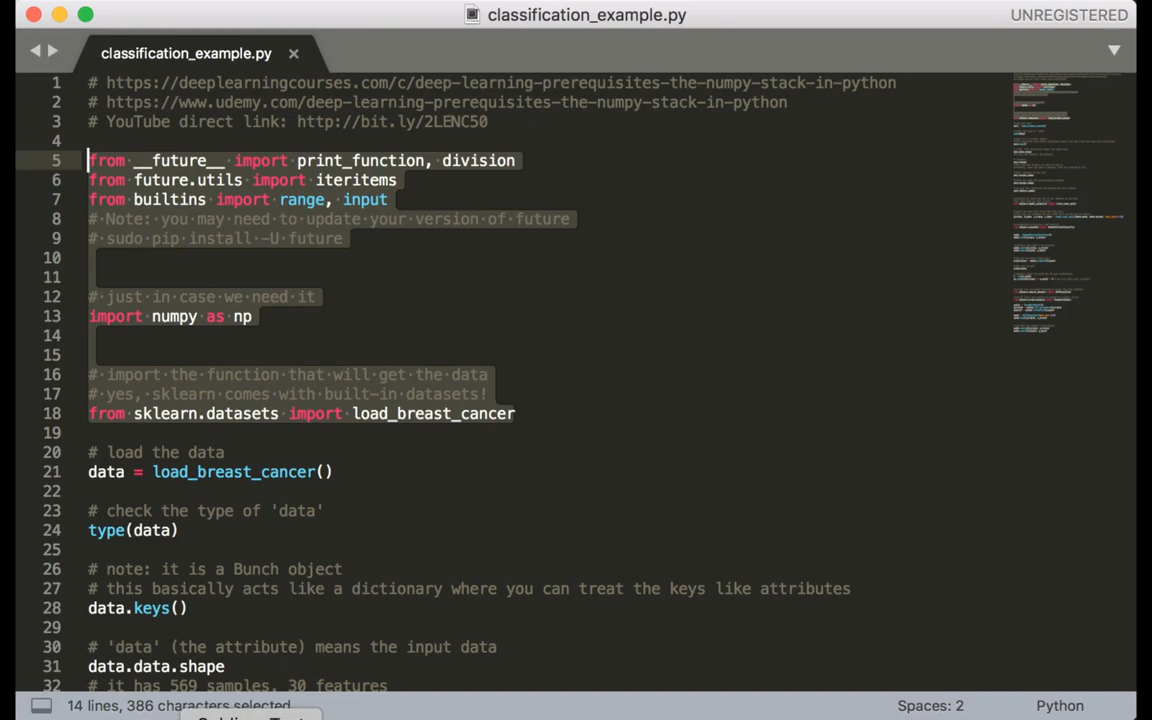 classification_example.py
UNREGISTERED
classification_example.py ×
1 # https://deeplearningcourses.com/c/deep-learning-prerequisites-the-numpy-stack-in-python
2 # https://www.udemy.com/deep-learning-prerequisites-the-numpy-stack-in-python
3 # YouTube direct link: http://bit.ly/2LENC50
4
5 from __future__ import print_function, division
6 from future.utils import iteritems
7 from builtins import range, input
8 # Note: you may need to update your version of future
9 # sudo pip install -U future
10
11
12 # just in case we need it
13 import numpy as np
14
15
16 # import the function that will get the data
17 # yes, sklearn comes with built-in datasets!
18 from sklearn.datasets import load_breast_cancer
19
20 # load the data
21 data = load_breast_cancer()
22
23 # check the type of 'data'
24 type(data)
25
26 # note: it is a Bunch object
27 # this basically acts like a dictionary where you can treat the keys like attributes
28 data.keys()
29
30 # 'data' (the attribute) means the input data
31 data.data.shape
32 # it has 569 samples, 30 features
14 lines, 386 characters selected
Spaces: 2
Python